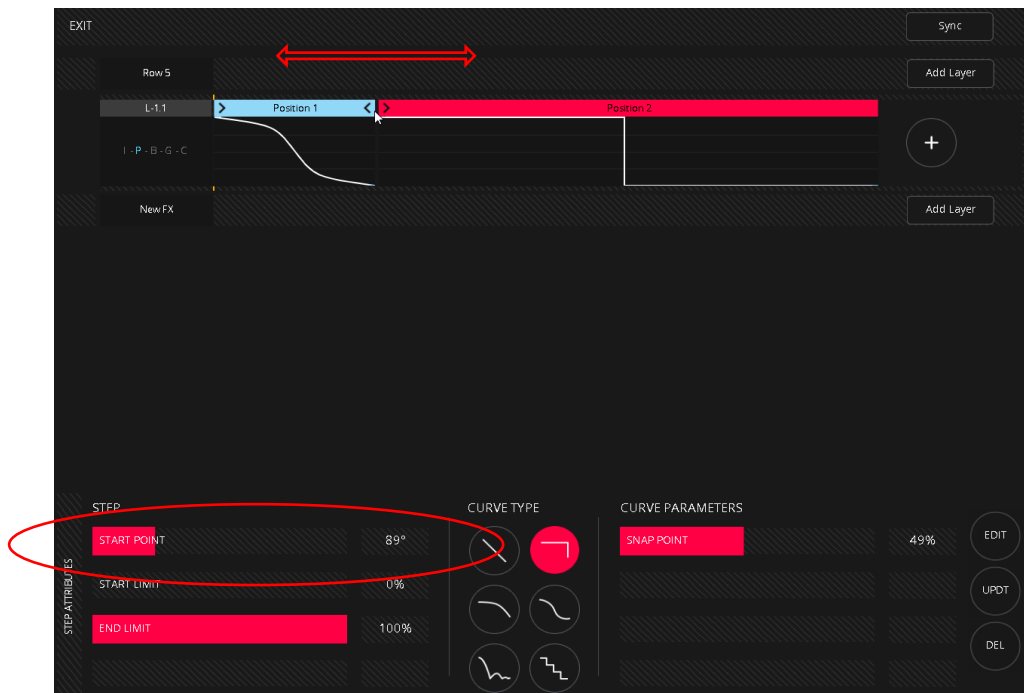 EXIT
Sync
Row 5
Add Layer
L-1.1
Position 1
Position 2
I - P - B - G - C
New FX
Add Layer
STEP
CURVE TYPE
CURVE PARAMETERS
START POINT
89°
SNAP POINT
49%
EDIT
STEP ATTRIBUTES
START LIMIT
0%
UPDT
END LIMIT
100%
DEL